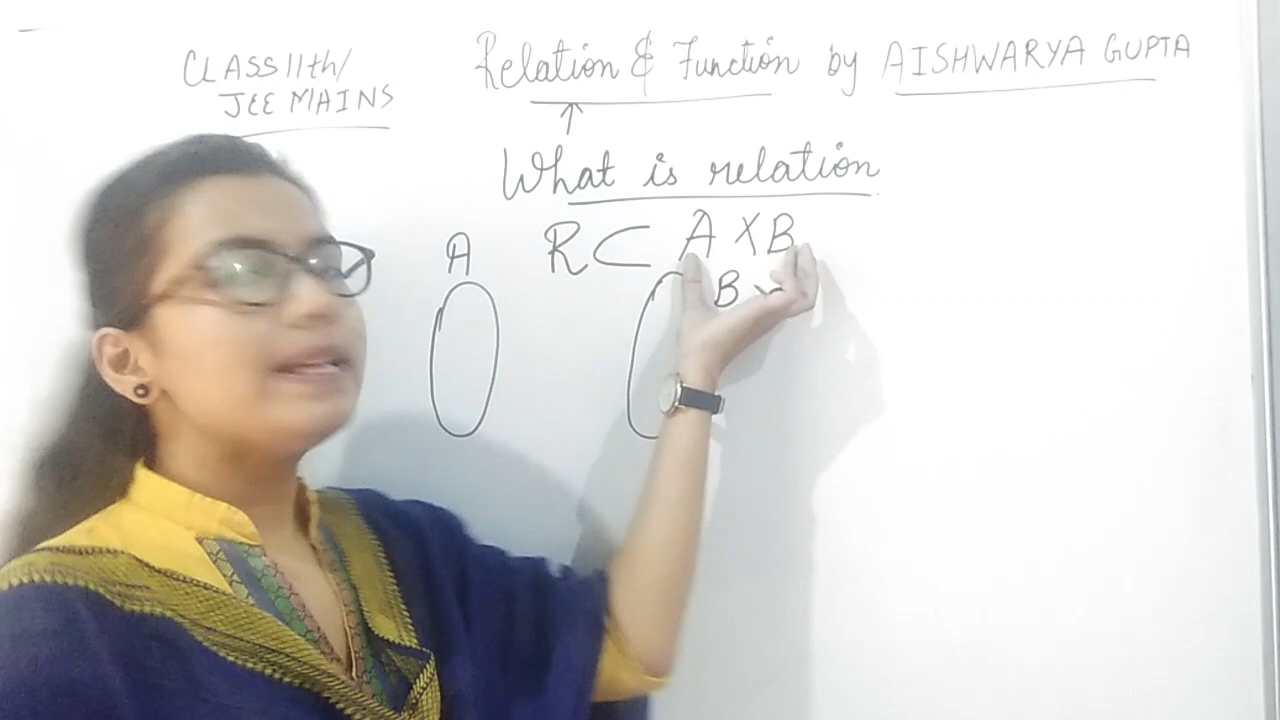 CLASS 11th/
JEE MAINS
Relation & Function by AISHWARYA GUPTA
What is relation
R ⊂ A X B
A
B